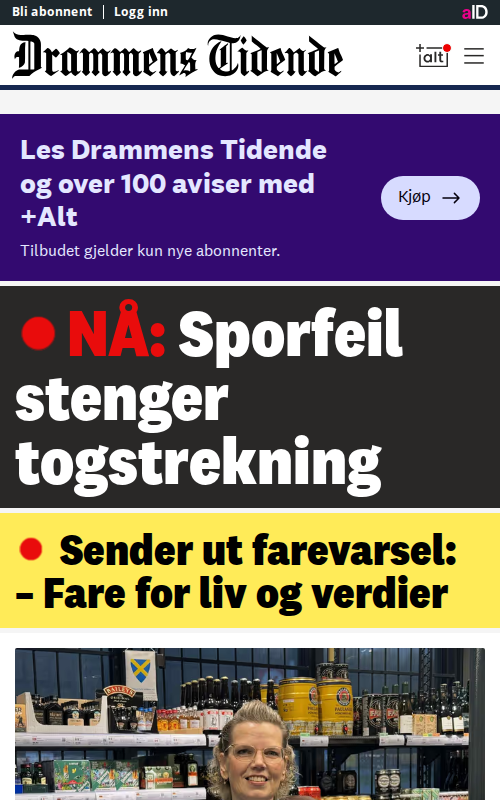 Bli abonnent
Logg inn
aID
Drammens Tidende
+alt
Les Drammens Tidende
og over 100 aviser med
+Alt
Tilbudet gjelder kun nye abonnenter.
Kjøp
NÅ: Sporfeil
stenger
togstrekning
Sender ut farevarsel:
– Fare for liv og verdier
BAILEYS